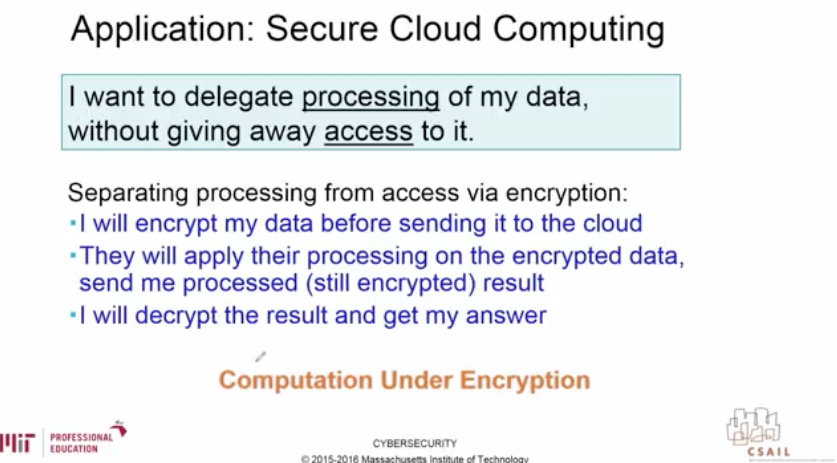 Application: Secure Cloud Computing
I want to delegate processing of my data,
without giving away access to it.
Separating processing from access via encryption:
▪I will encrypt my data before sending it to the cloud
▪They will apply their processing on the encrypted data,
send me processed (still encrypted) result
▪I will decrypt the result and get my answer
Computation Under Encryption
MIT PROFESSIONAL
EDUCATION
CYBERSECURITY
© 2015-2016 Massachusetts Institute of Technology
CSAIL